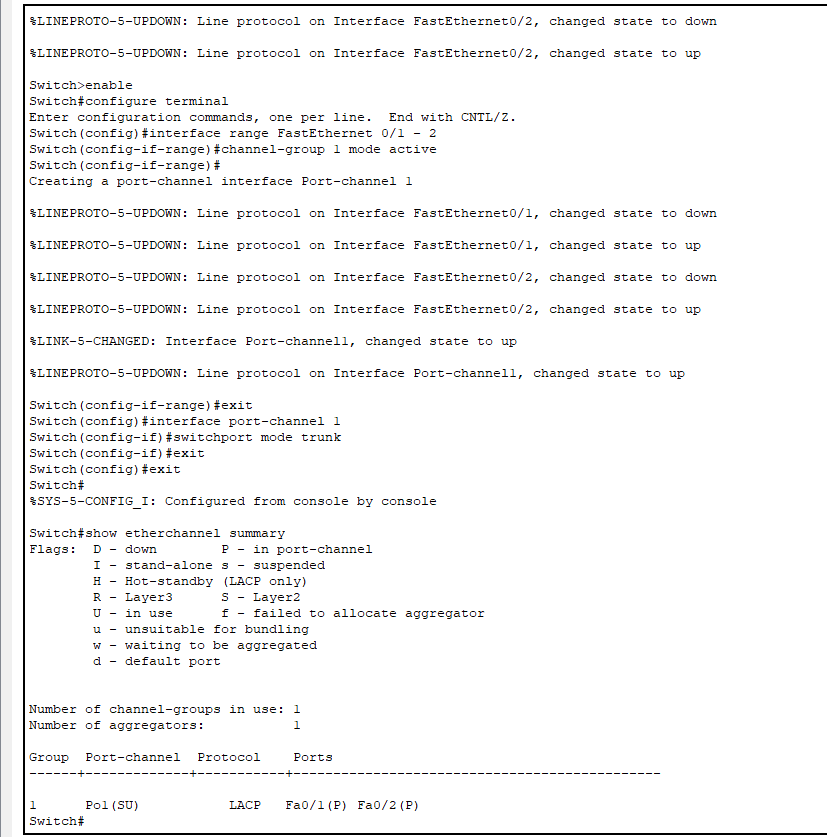 %LINEPROTO-5-UPDOWN: Line protocol on Interface FastEthernet0/2, changed state to down
%LINEPROTO-5-UPDOWN: Line protocol on Interface FastEthernet0/2, changed state to up
Switch>enable
Switch#configure terminal
Enter configuration commands, one per line.  End with CNTL/Z.
Switch(config)#interface range FastEthernet 0/1 - 2
Switch(config-if-range)#channel-group 1 mode active
Switch(config-if-range)#
Creating a port-channel interface Port-channel 1
%LINEPROTO-5-UPDOWN: Line protocol on Interface FastEthernet0/1, changed state to down
%LINEPROTO-5-UPDOWN: Line protocol on Interface FastEthernet0/1, changed state to up
%LINEPROTO-5-UPDOWN: Line protocol on Interface FastEthernet0/2, changed state to down
%LINEPROTO-5-UPDOWN: Line protocol on Interface FastEthernet0/2, changed state to up
%LINK-5-CHANGED: Interface Port-channel1, changed state to up
%LINEPROTO-5-UPDOWN: Line protocol on Interface Port-channel1, changed state to up
Switch(config-if-range)#exit
Switch(config)#interface port-channel 1
Switch(config-if)#switchport mode trunk
Switch(config-if)#exit
Switch(config)#exit
Switch#
%SYS-5-CONFIG_I: Configured from console by console
Switch#show etherchannel summary
Flags:  D - down        P - in port-channel
        I - stand-alone s - suspended
        H - Hot-standby (LACP only)
        R - Layer3      S - Layer2
        U - in use      f - failed to allocate aggregator
        u - unsuitable for bundling
        w - waiting to be aggregated
        d - default port
Number of channel-groups in use: 1
Number of aggregators:           1
Group  Port-channel  Protocol    Ports
------+-------------+-----------+----------------------------------------------
1      Po1(SU)           LACP   Fa0/1(P) Fa0/2(P)
Switch#